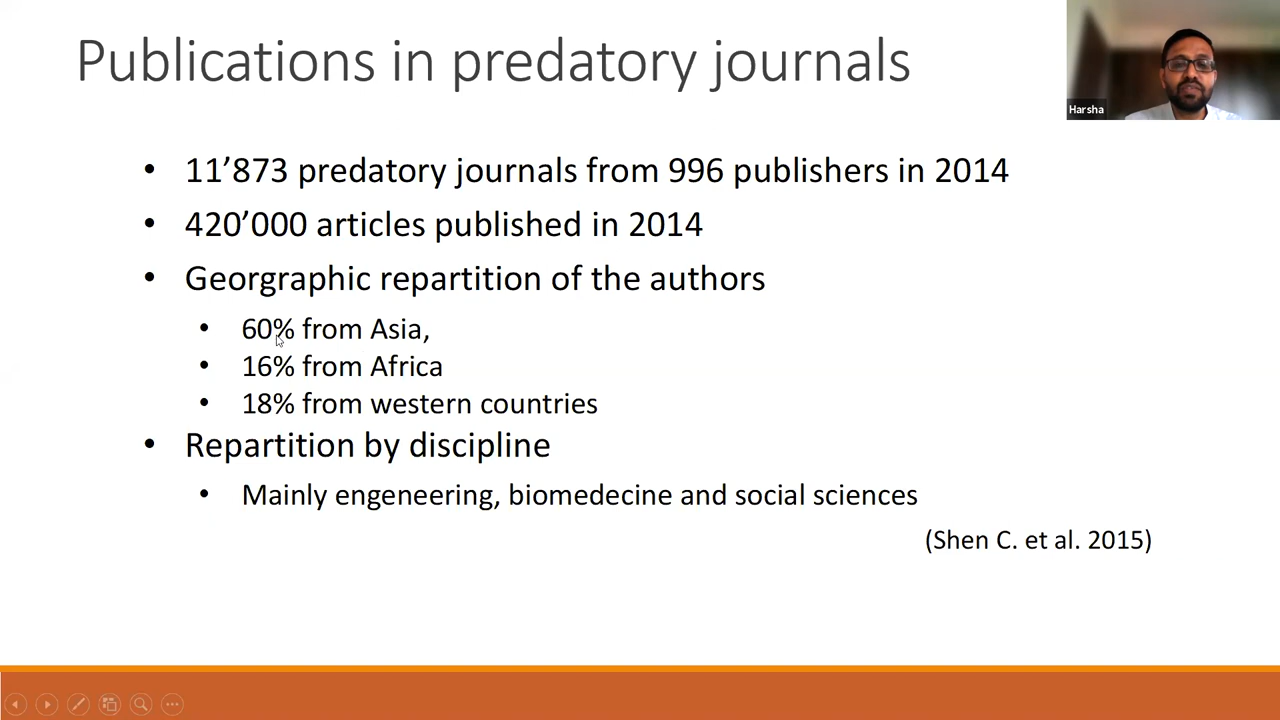 Publications in predatory journals
Harsha
• 11’873 predatory journals from 996 publishers in 2014
• 420’000 articles published in 2014
• Georgraphic repartition of the authors
• 60% from Asia,
• 16% from Africa
• 18% from western countries
• Repartition by discipline
• Mainly engeneering, biomedecine and social sciences
(Shen C. et al. 2015)